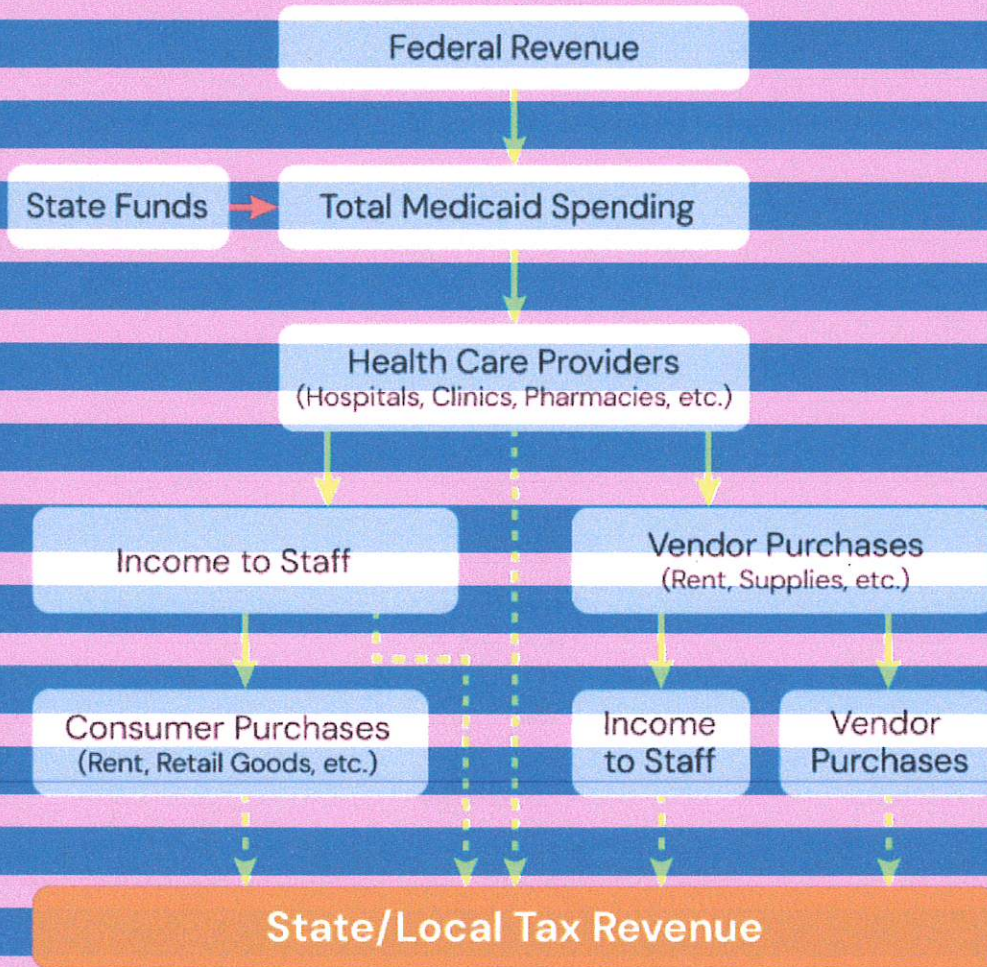 Federal Revenue
State Funds
Total Medicaid Spending
Health Care Providers
(Hospitals, Clinics, Pharmacies, etc.)
Income to Staff
Vendor Purchases
(Rent, Supplies, etc.)
Consumer Purchases
(Rent, Retail Goods, etc.)
Income
to Staff
Vendor
Purchases
State/Local Tax Revenue